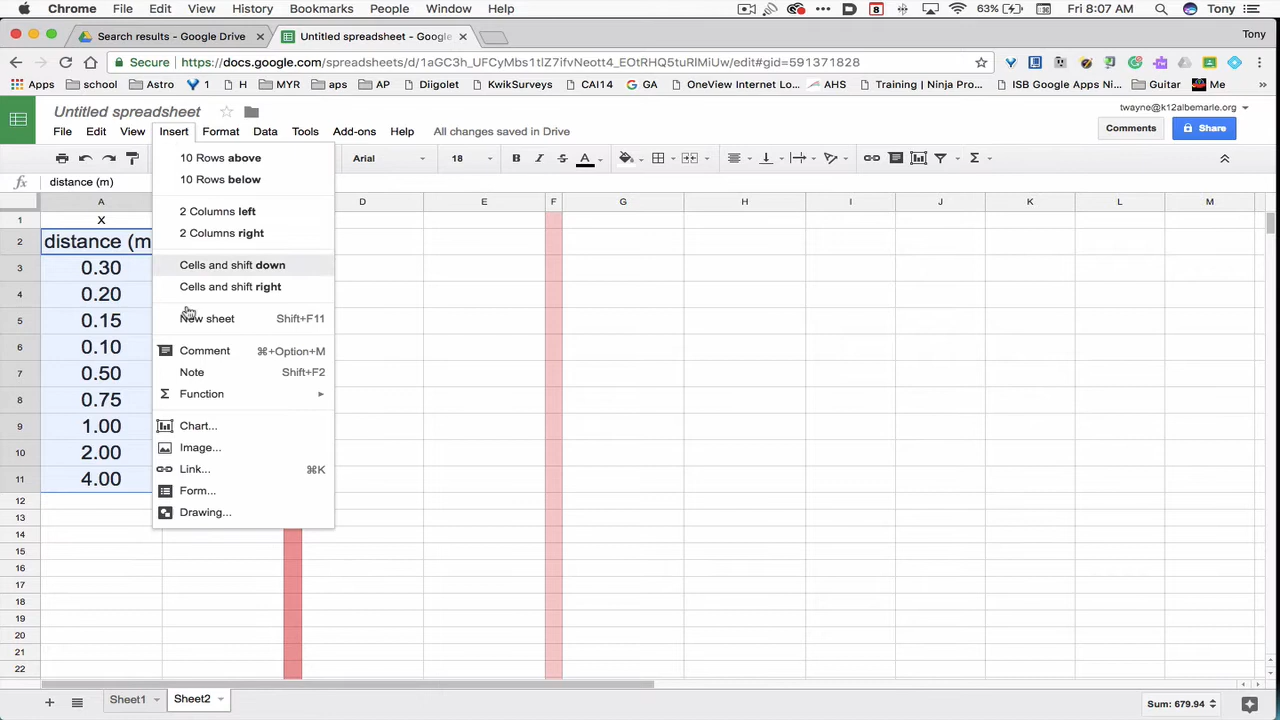 Chrome File Edit View History Bookmarks People Window Help 8 63% Fri 8:07 AM Tony
Search results - Google Drive Untitled spreadsheet - Google Tony
Secure https://docs.google.com/spreadsheets/d/1aGC3h_UFCyMbs1tlZ7ifvNeott4_EOtRHQ5tuRlMiUw/edit#gid=591371828
Apps school Astro 1 H MYR aps AP Diigolet KwikSurveys CAI14 GA OneView Internet Lo... AHS Training | Ninja Pro... ISB Google Apps Ni... Guitar Me
Untitled spreadsheet twayne@k12albemarle.org
File Edit View Insert Format Data Tools Add-ons Help All changes saved in Drive Comments Share
Arial 18 B I S A Σ
fx distance (m)
A D E F G H I J K L M
1 X
2 distance (m
3 0.30
4 0.20
5 0.15
6 0.10
7 0.50
8 0.75
9 1.00
10 2.00
11 4.00
12
13
14
15
16
17
18
19
20
21
22
10 Rows above
10 Rows below
2 Columns left
2 Columns right
Cells and shift down
Cells and shift right
New sheet Shift+F11
Comment ⌘+Option+M
Note Shift+F2
Σ Function
Chart...
Image...
Link... ⌘K
Form...
Drawing...
Sheet1 Sheet2 Sum: 679.94